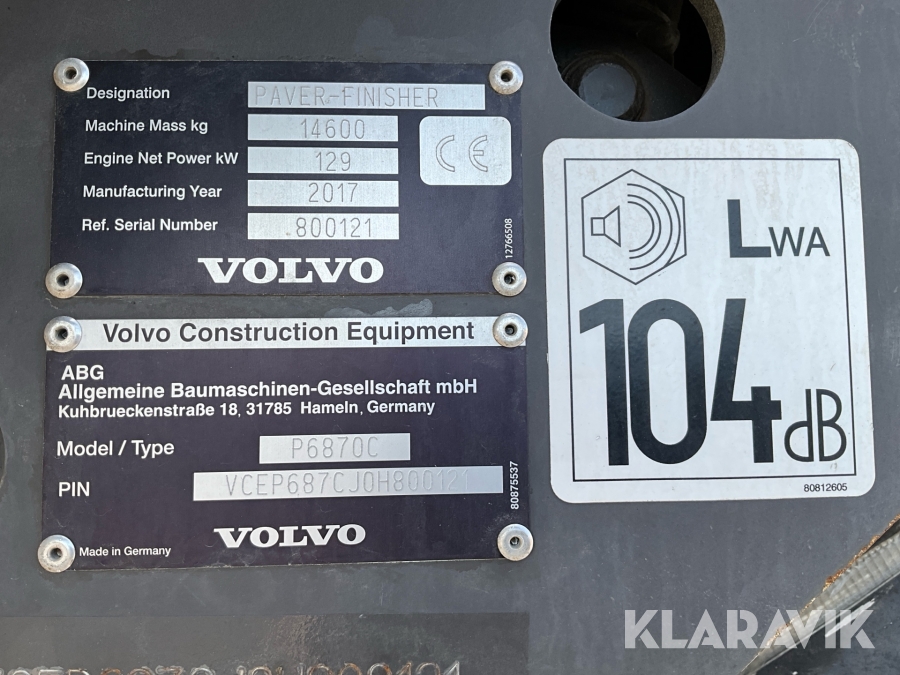 Designation PAVER-FINISHER
Machine Mass kg 14600
Engine Net Power kW 129
Manufacturing Year 2017
Ref. Serial Number 800121
CE
12766508
VOLVO
Volvo Construction Equipment
ABG
Allgemeine Baumaschinen-Gesellschaft mbH
Kuhbrueckenstraße 18, 31785 Hameln, Germany
Model / Type P6870C
PIN VCEP687CJ0H800121
80875537
VOLVO
Made in Germany
LWA
104dB
80812605
KLARAVIK